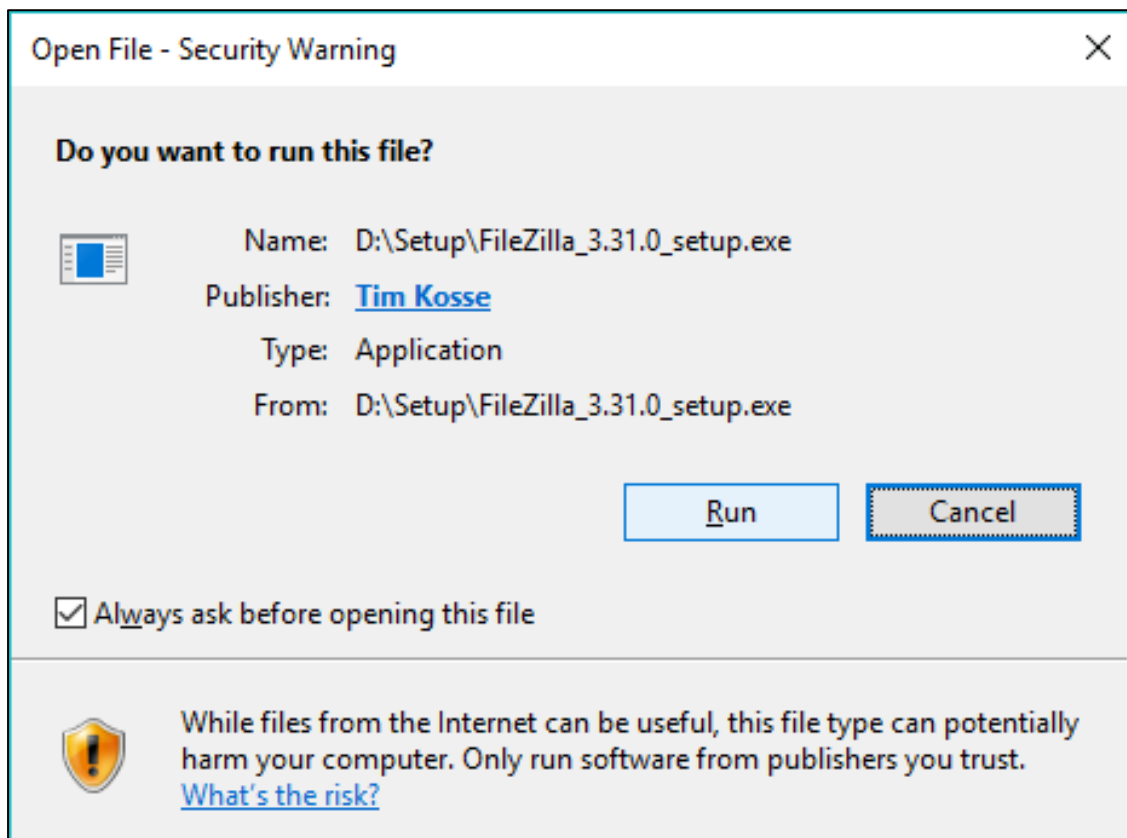 Open File - Security Warning
Do you want to run this file?
Name: D:\Setup\FileZilla_3.31.0_setup.exe
Publisher: Tim Kosse
Type: Application
From: D:\Setup\FileZilla_3.31.0_setup.exe
Run Cancel
Always ask before opening this file
While files from the Internet can be useful, this file type can potentially
harm your computer. Only run software from publishers you trust.
What's the risk?